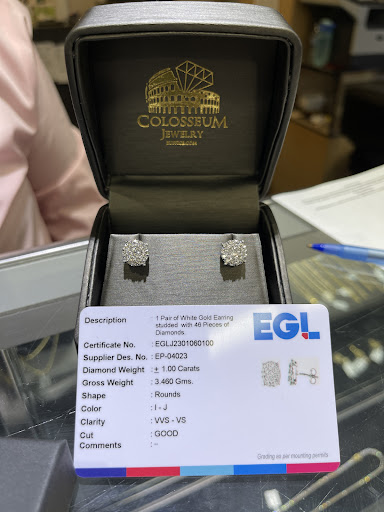 COLOSSEUM
JEWELRY
EGL
Description : 1 Pair of White Gold Earring
studded with 46 Pieces of
Diamonds.
Certificate No. : EGLJ2301060100
Supplier Des. No. : EP-04023
Diamond Weight : ± 1.00 Carats
Gross Weight : 3.460 Gms.
Shape : Rounds
Color : I - J
Clarity : VVS - VS
Cut : GOOD
Comments : –
Grading as per mounting permits